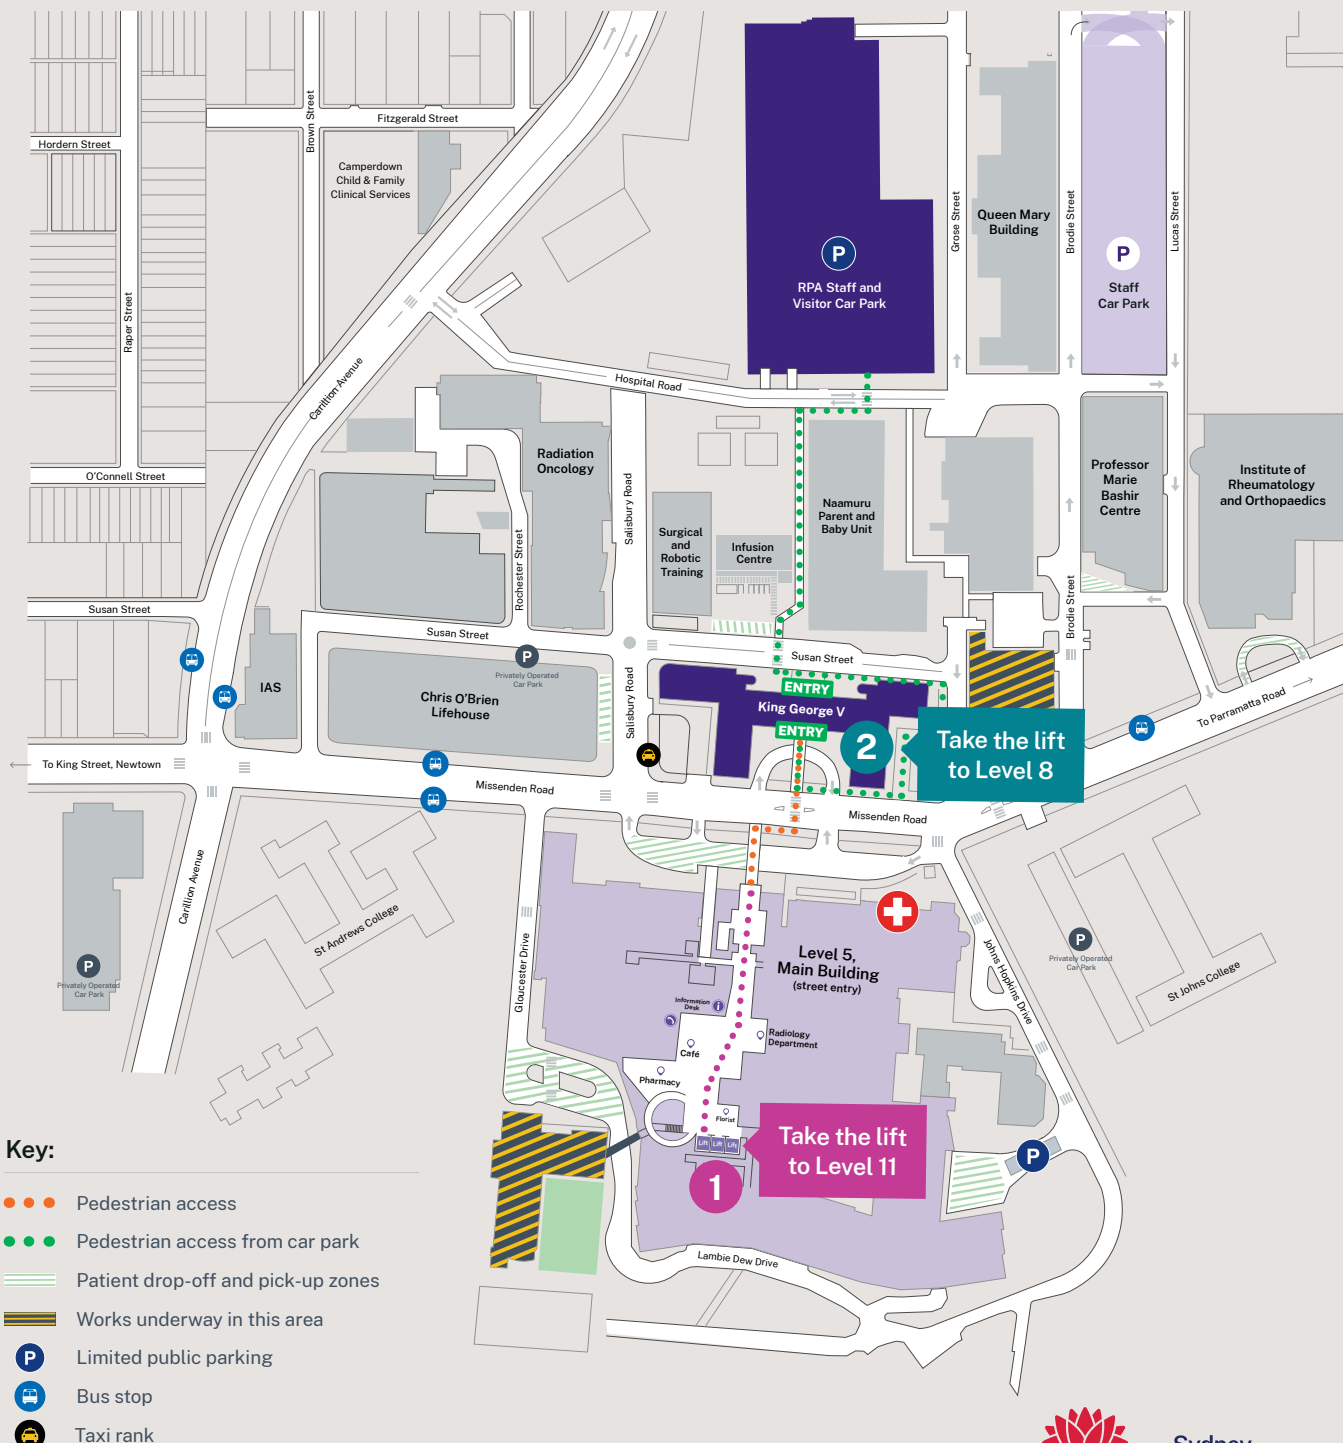 Fitzgerald Street
Brown Street
Hordern Street
Camperdown
Child & Family
Clinical Services
Raper Street
Carillion Avenue
O'Connell Street
Susan Street
P
RPA Staff and
Visitor Car Park
Grose Street
Queen Mary
Building
Brodie Street
P
Staff
Car Park
Lucas Street
Hospital Road
Radiation
Oncology
Salisbury Road
Rochester Street
Surgical
and
Robotic
Training
Infusion
Centre
Naamuru
Parent and
Baby Unit
Professor
Marie
Bashir
Centre
Institute of
Rheumatology
and Orthopaedics
Brodie Street
Susan Street
P
Privately Operated
Car Park
Susan Street
IAS
Chris O'Brien
Lifehouse
Salisbury Road
ENTRY
King George V
ENTRY
2
Take the lift
to Level 8
To Parramatta Road
To King Street, Newtown
Missenden Road
Missenden Road
Carillion Avenue
P
Privately Operated
Car Park
St Andrews College
Gloucester Drive
Level 5,
Main Building
(street entry)
Johns Hopkins Drive
P
Privately Operated
Car Park
St Johns College
Information
Desk
i
Radiology
Department
Café
Pharmacy
Florist
Lift
Lift
Lift
Take the lift
to Level 11
1
P
Lambie Dew Drive
Key:
Pedestrian access
Pedestrian access from car park
Patient drop-off and pick-up zones
Works underway in this area
P
Limited public parking
Bus stop
Taxi rank
Sydney